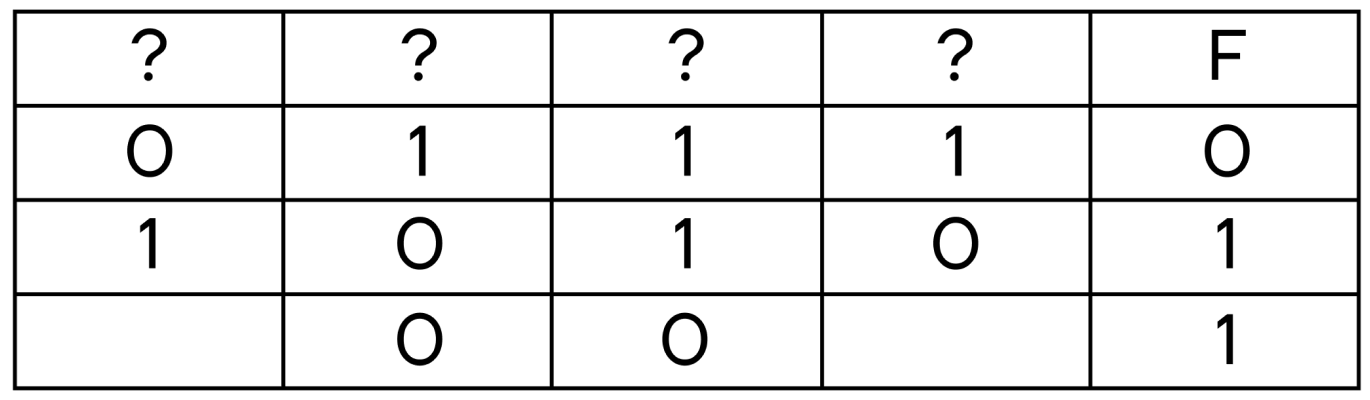 ? ? ? ? F
0 1 1 1 0
1 0 1 0 1
0 0 1